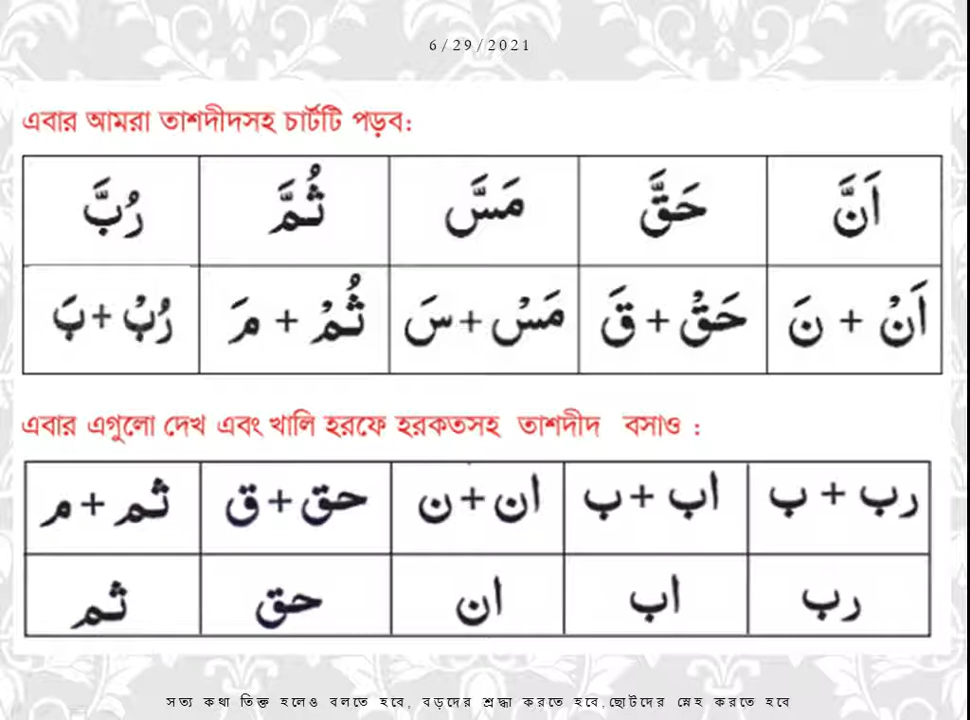 6/29/2021
এবার আমরা তাশদীদসহ চার্টটি পড়ব:
اَنَّ حَقَّ مَسَّ ثُمَّ رُبَّ
اَنْ + نَ حَقْ + قَ مَسْ + سَ ثُمْ + مَ رُبْ + بَ
এবার এগুলো দেখ এবং খালি হরফে হরকতসহ তাশদীদ বসাও :
رب + ب اب + ب ان + ن حق + ق ثم + م
رب اب ان حق ثم
সত্য কথা তিক্ত হলেও বলতে হবে, বড়দের শ্রদ্ধা করতে হবে,ছোটদের স্নেহ করতে হবে